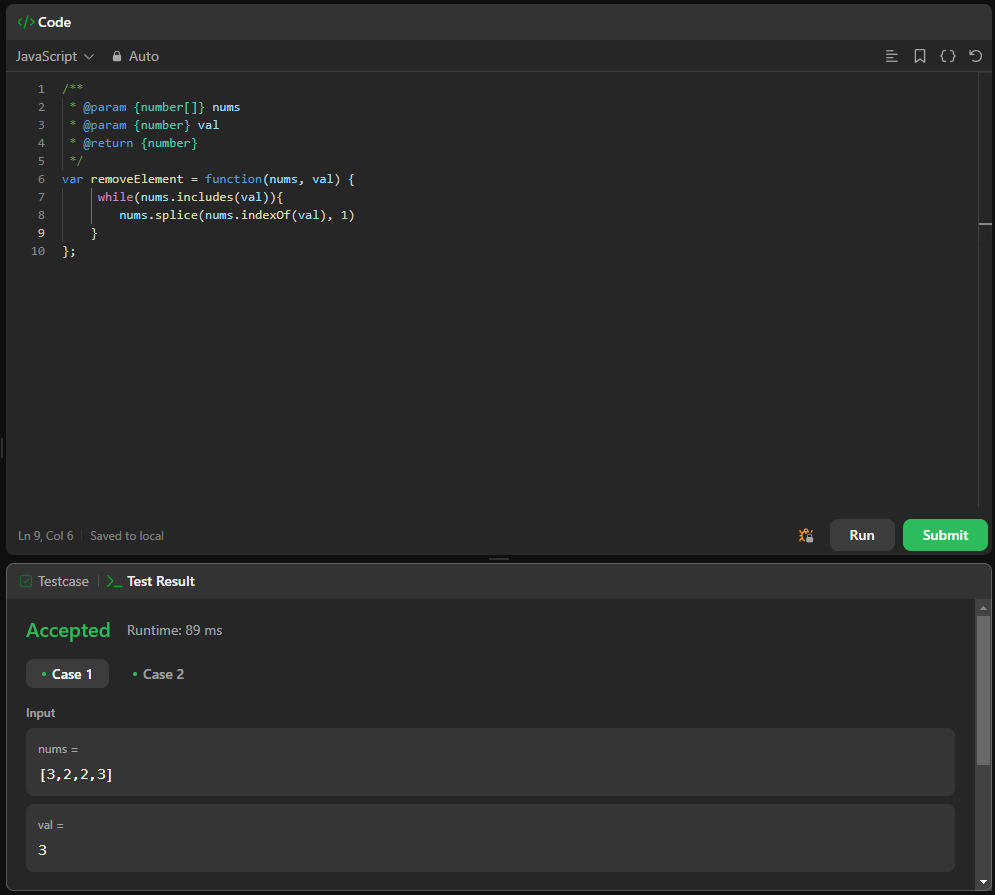 </> Code
JavaScript Auto
1 /**
2  * @param {number[]} nums
3  * @param {number} val
4  * @return {number}
5  */
6 var removeElement = function(nums, val) {
7      while(nums.includes(val)){
8         nums.splice(nums.indexOf(val), 1)
9     }
10 };
Ln 9, Col 6 Saved to local
Run Submit
Testcase >_ Test Result
Accepted Runtime: 89 ms
• Case 1 • Case 2
Input
nums =
[3,2,2,3]
val =
3